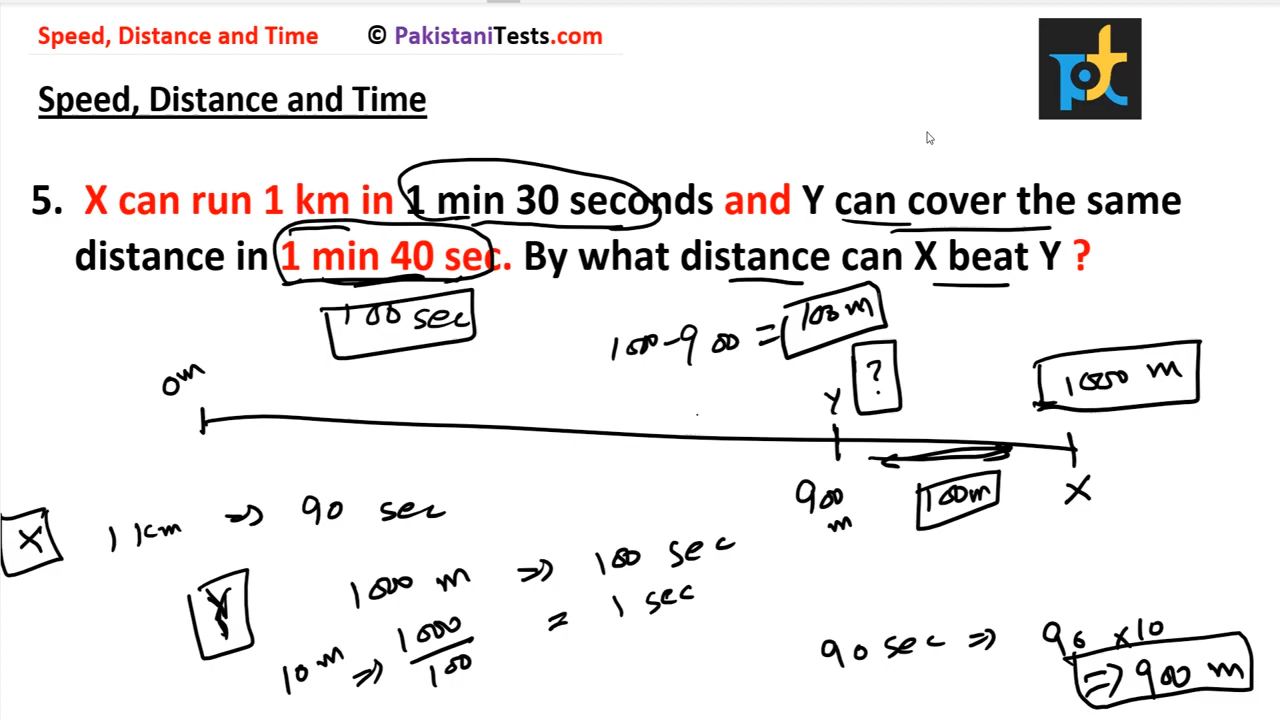 Speed, Distance and Time © PakistaniTests.com
pt
Speed, Distance and Time
5. X can run 1 km in 1 min 30 seconds and Y can cover the same
distance in 1 min 40 sec. By what distance can X beat Y ?
100 sec
1000-900 = 100m
0m
Y ?
1000 m
900
m
100m
X
X 1 km => 90 sec
Y 1000 m => 100 sec
10 m => 1000/100 = 1 sec
90 sec => 90 x10
=> 900 m